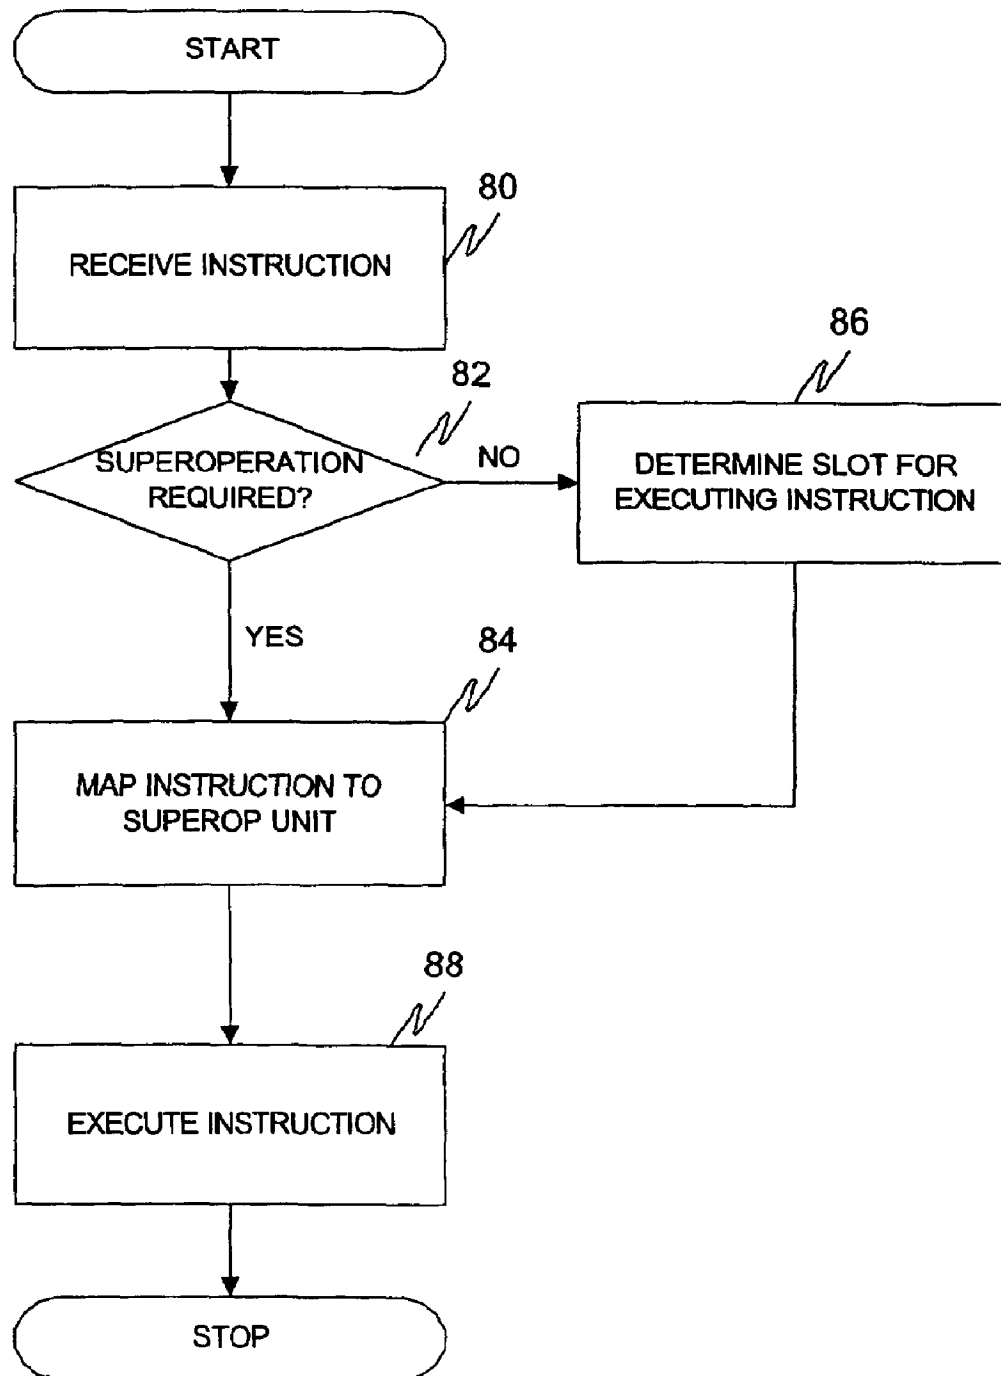 START
80
RECEIVE INSTRUCTION
82
SUPEROPERATION
REQUIRED?
NO
86
DETERMINE SLOT FOR
EXECUTING INSTRUCTION
YES
84
MAP INSTRUCTION TO
SUPEROP UNIT
88
EXECUTE INSTRUCTION
STOP